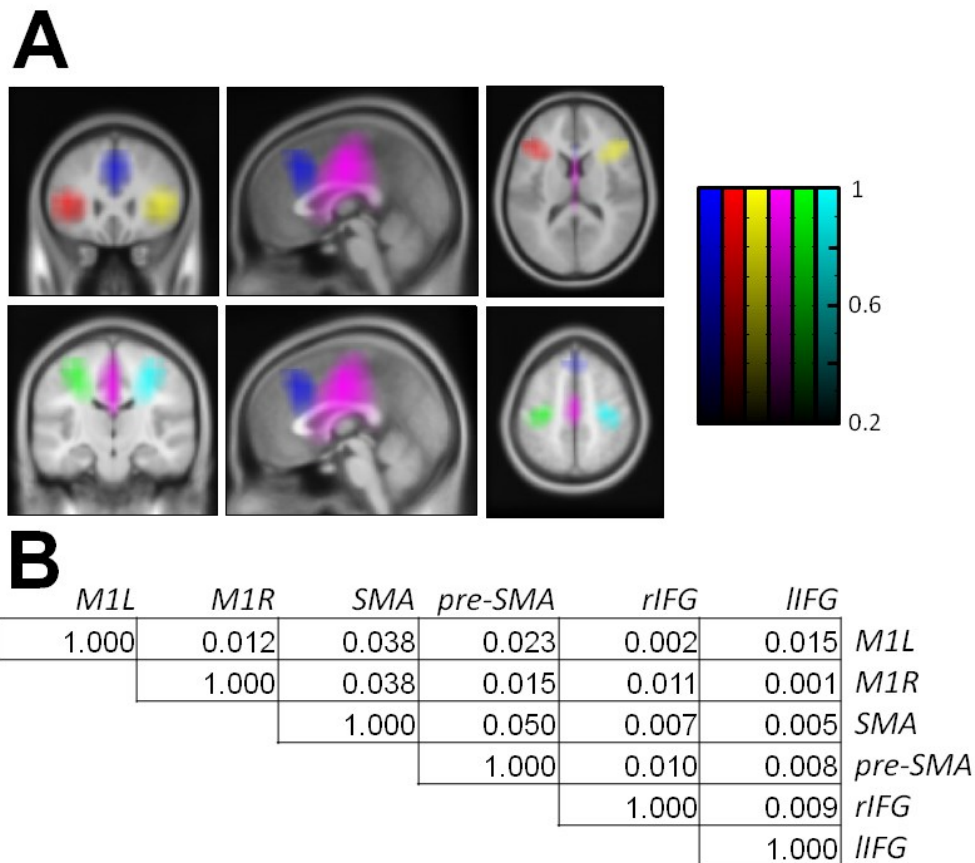 A
1
0.6
0.2
B
M1L M1R SMA pre-SMA rIFG lIFG
1.000 0.012 0.038 0.023 0.002 0.015 M1L
1.000 0.038 0.015 0.011 0.001 M1R
1.000 0.050 0.007 0.005 SMA
1.000 0.010 0.008 pre-SMA
1.000 0.009 rIFG
1.000 lIFG